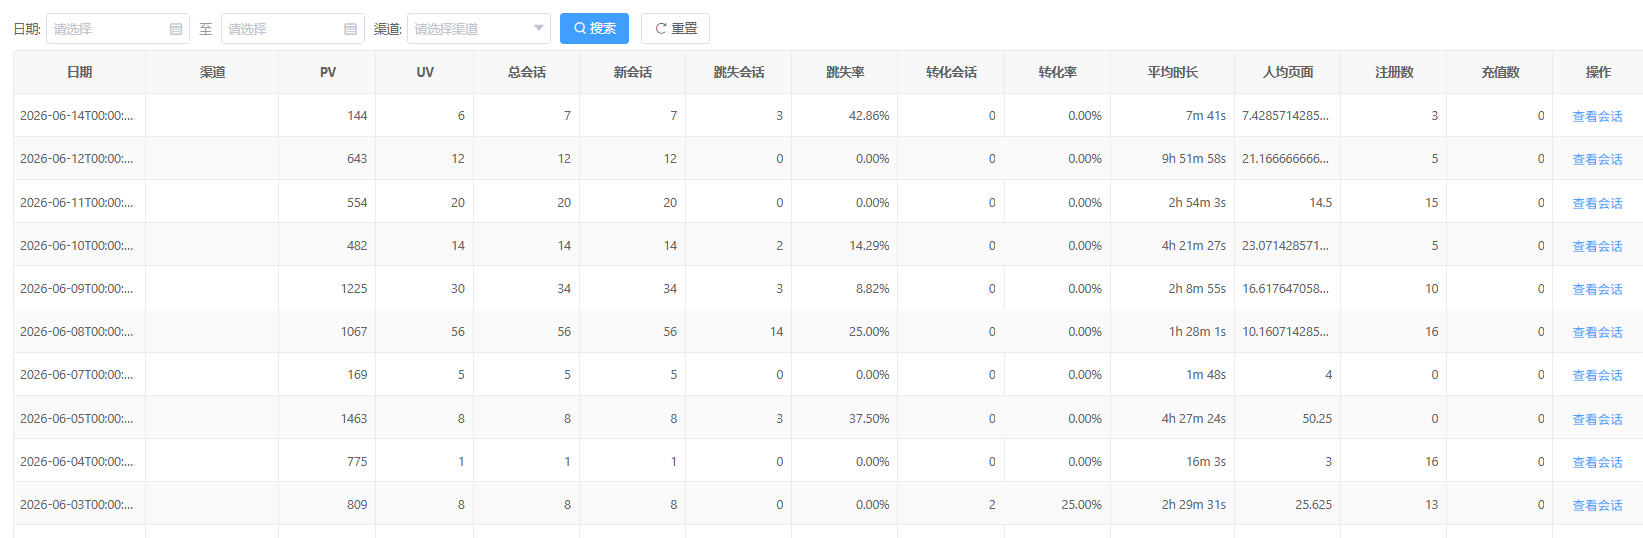 日期: 请选择 至 请选择 渠道: 请选择渠道 搜索 重置
日期 渠道 PV UV 总会话 新会话 跳失会话 跳失率 转化会话 转化率 平均时长 人均页面 注册数 充值数 操作
2026-06-14T00:00:... 144 6 7 7 3 42.86% 0 0.00% 7m 41s 7.4285714285... 3 0 查看会话
2026-06-12T00:00:... 643 12 12 12 0 0.00% 0 0.00% 9h 51m 58s 21.166666666... 5 0 查看会话
2026-06-11T00:00:... 554 20 20 20 0 0.00% 0 0.00% 2h 54m 3s 14.5 15 0 查看会话
2026-06-10T00:00:... 482 14 14 14 2 14.29% 0 0.00% 4h 21m 27s 23.071428571... 5 0 查看会话
2026-06-09T00:00:... 1225 30 34 34 3 8.82% 0 0.00% 2h 8m 55s 16.617647058... 10 0 查看会话
2026-06-08T00:00:... 1067 56 56 56 14 25.00% 0 0.00% 1h 28m 1s 10.160714285... 16 0 查看会话
2026-06-07T00:00:... 169 5 5 5 0 0.00% 0 0.00% 1m 48s 4 0 0 查看会话
2026-06-05T00:00:... 1463 8 8 8 3 37.50% 0 0.00% 4h 27m 24s 50.25 0 0 查看会话
2026-06-04T00:00:... 775 1 1 1 0 0.00% 0 0.00% 16m 3s 3 16 0 查看会话
2026-06-03T00:00:... 809 8 8 8 0 0.00% 2 25.00% 2h 29m 31s 25.625 13 0 查看会话